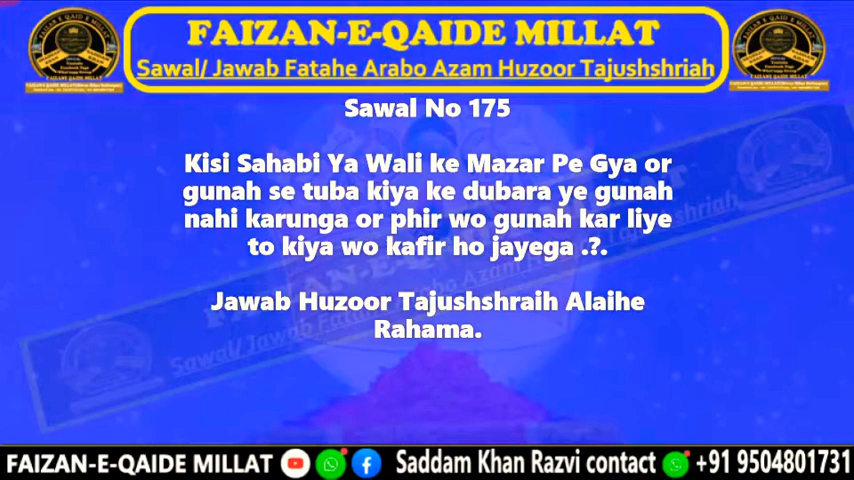 FAIZAN-E-QAIDE MILLAT
Sawal/ Jawab Fatahe Arabo Azam Huzoor Tajushshriah
Sawal No 175
Kisi Sahabi Ya Wali ke Mazar Pe Gya or
gunah se tuba kiya ke dubara ye gunah
nahi karunga or phir wo gunah kar liye
to kiya wo kafir ho jayega .?.
Jawab Huzoor Tajushshraih Alaihe
Rahama.
FAIZAN-E-QAIDE MILLAT
Saddam Khan Razvi contact
+91 9504801731